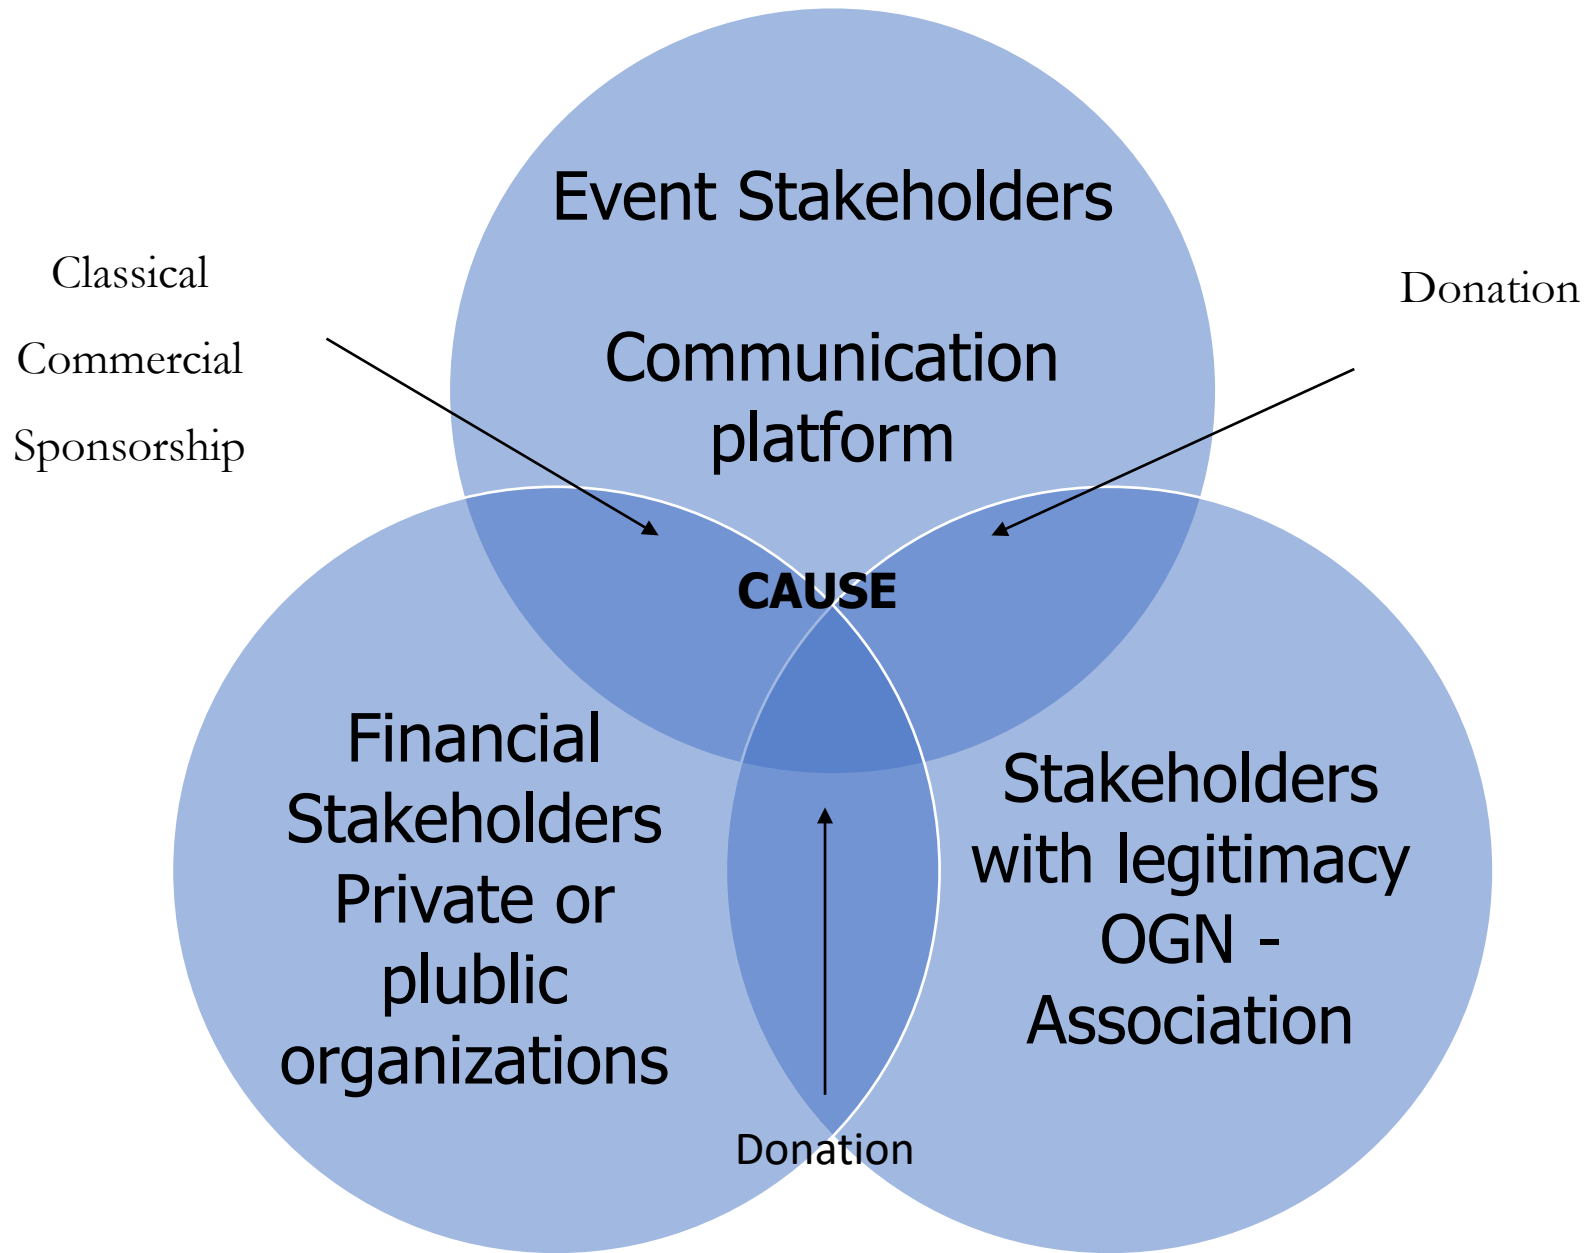 Event Stakeholders
Communication
platform
Classical
Commercial
Sponsorship
Donation
CAUSE
Financial
Stakeholders
Private or
plublic
organizations
Stakeholders
with legitimacy
OGN -
Association
Donation